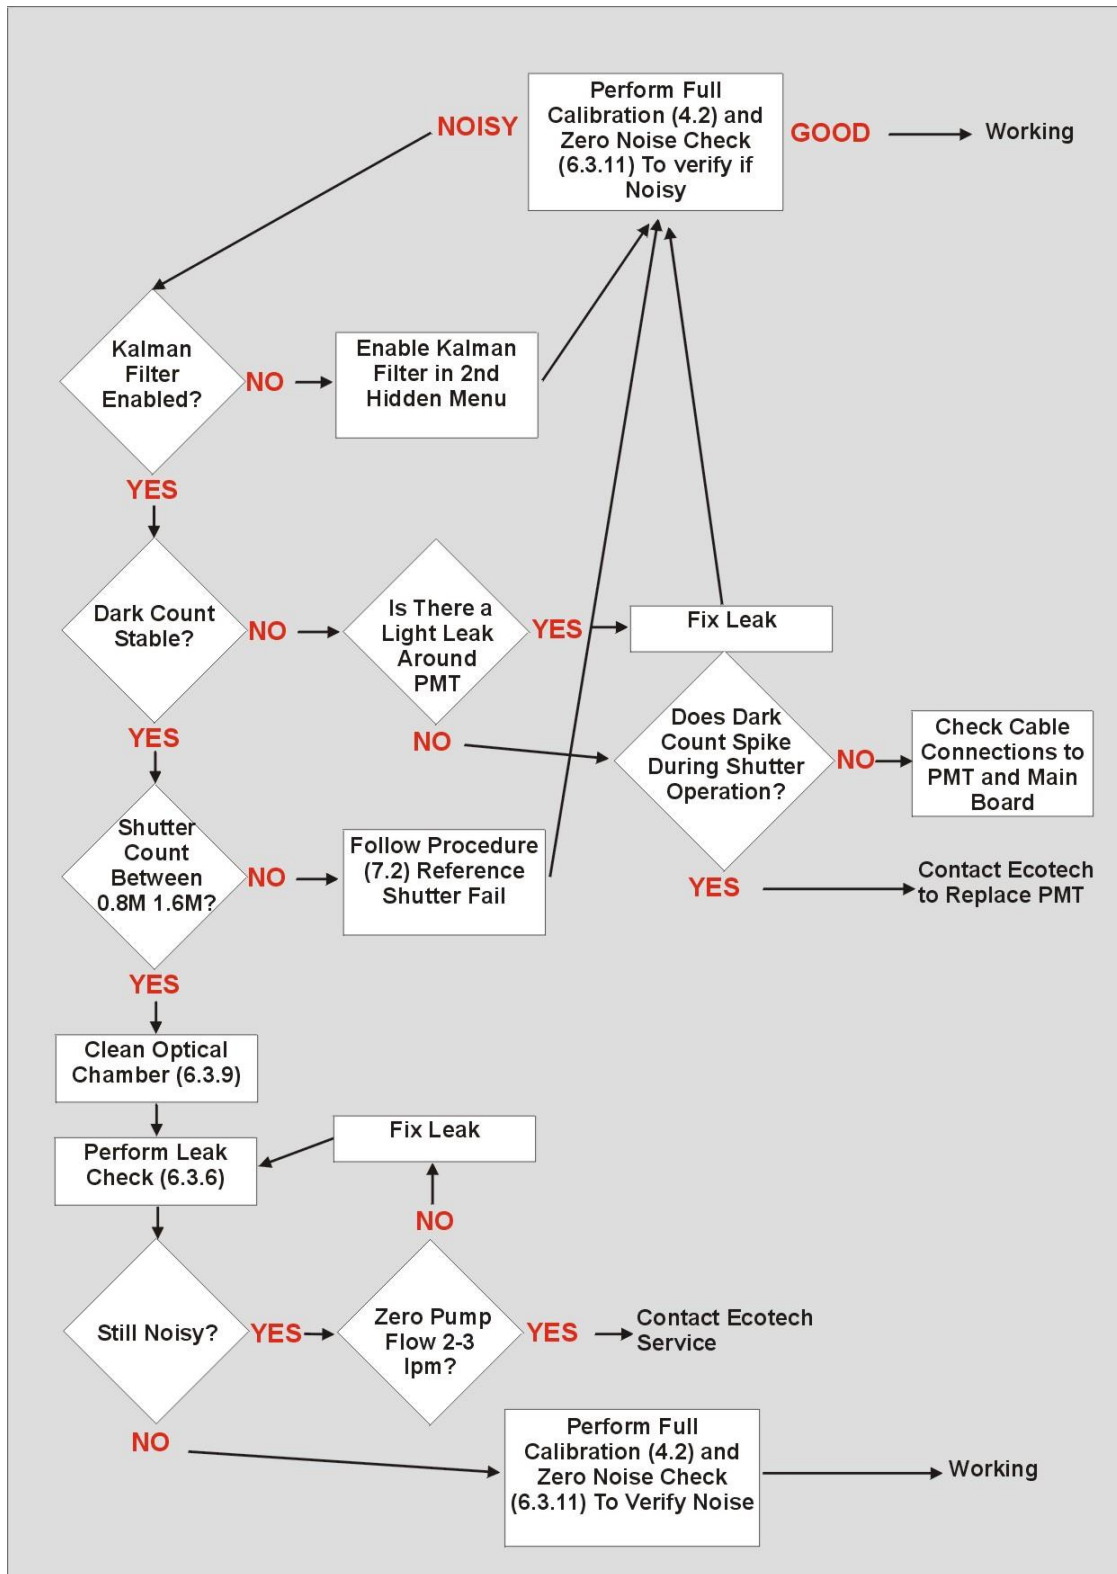 Perform Full
Calibration (4.2) and
Zero Noise Check
(6.3.11) To verify if
Noisy
NOISY
GOOD
Working
Kalman
Filter
Enabled?
NO
Enable Kalman
Filter in 2nd
Hidden Menu
YES
Dark Count
Stable?
NO
Is There a
Light Leak
Around
PMT
YES
Fix Leak
NO
Does Dark
Count Spike
During Shutter
Operation?
NO
Check Cable
Connections to
PMT and Main
Board
YES
Contact Ecotech
to Replace PMT
YES
Shutter
Count
Between
0.8M 1.6M?
NO
Follow Procedure
(7.2) Reference
Shutter Fail
YES
Clean Optical
Chamber (6.3.9)
Perform Leak
Check (6.3.6)
Fix Leak
NO
Still Noisy?
YES
Zero Pump
Flow 2-3
lpm?
YES
Contact Ecotech
Service
NO
Perform Full
Calibration (4.2) and
Zero Noise Check
(6.3.11) To Verify Noise
Working